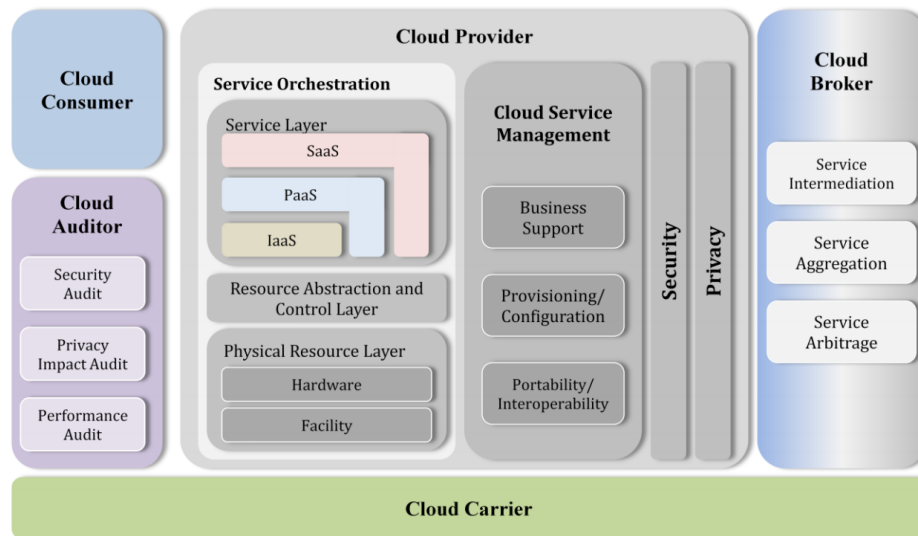 Cloud
Consumer
Cloud
Auditor
Security
Audit
Privacy
Impact Audit
Performance
Audit
Cloud Provider
Service Orchestration
Service Layer
SaaS
PaaS
IaaS
Resource Abstraction and
Control Layer
Physical Resource Layer
Hardware
Facility
Cloud Service
Management
Business
Support
Provisioning/
Configuration
Portability/
Interoperability
Security
Privacy
Cloud
Broker
Service
Intermediation
Service
Aggregation
Service
Arbitrage
Cloud Carrier